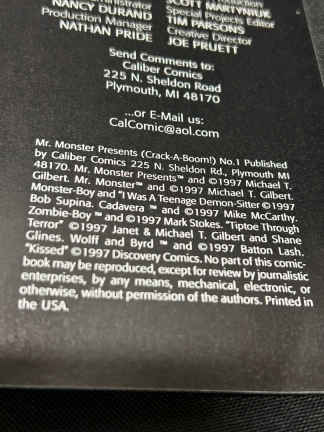 Administrator
NANCY DURAND
Production Manager
NATHAN PRIDE
Production
SCOTT MARTYNIUK
Special Projects Editor
TIM PARSONS
Creative Director
JOE PRUETT
Send Comments to:
Caliber Comics
225 N. Sheldon Road
Plymouth, MI 48170
...or E-Mail us:
CalComic@aol.com
Mr. Monster Presents (Crack-A-Boom!) No.1 Published
by Caliber Comics 225 N. Sheldon Rd., Plymouth MI
48170. Mr. Monster Presents™ and ©1997 Michael T.
Gilbert. Mr. Monster™ and ©1997 Michael T. Gilbert.
Monster-Boy and "I Was A Teenage Demon-Sitter ©1997
Bob Supina. Cadavera ™ and ©1997 Mike McCarthy.
Zombie-Boy ™ and ©1997 Mark Stokes. "Tiptoe Through
Terror" ©1997 Janet & Michael T. Gilbert and Shane
Glines. Wolff and Byrd ™ and ©1997 Batton Lash.
"Kissed" ©1997 Discovery Comics. No part of this comic-
book may be reproduced, except for review by journalistic
enterprises, by any means, mechanical, electronic, or
otherwise, without permission of the authors. Printed in
the USA.